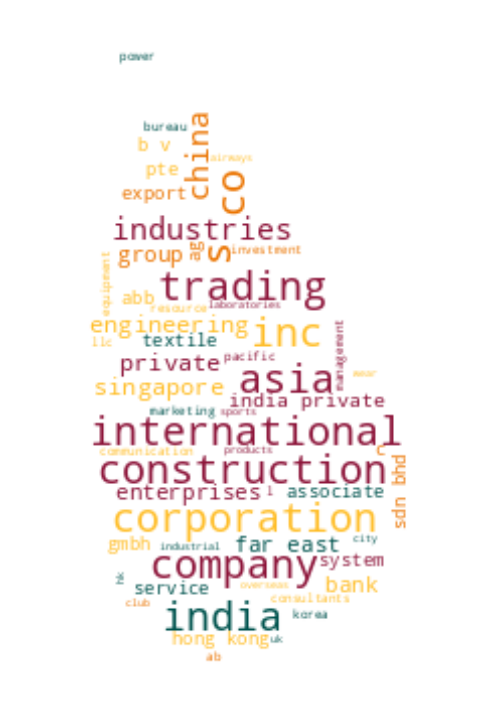 power
bureau
china
b v
airways
pte
co
export
industries
s
ag
group
investment
equipment
trading
abb
laboratories
resource
engineering
inc
textile
llc
management
private
pacific
asia
wear
singapore
india private
marketing
sports
international
communication
products
c
construction
sdn bhd
enterprises
l
associate
corporation
gmbh
industrial
far east
city
company
system
hk
service
overseas
bank
consultants
club
india
korea
hong kong
uk
ab